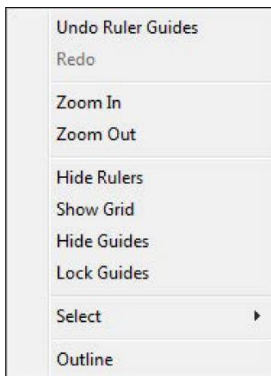 Undo Ruler Guides
Redo
Zoom In
Zoom Out
Hide Rulers
Show Grid
Hide Guides
Lock Guides
Select
Outline